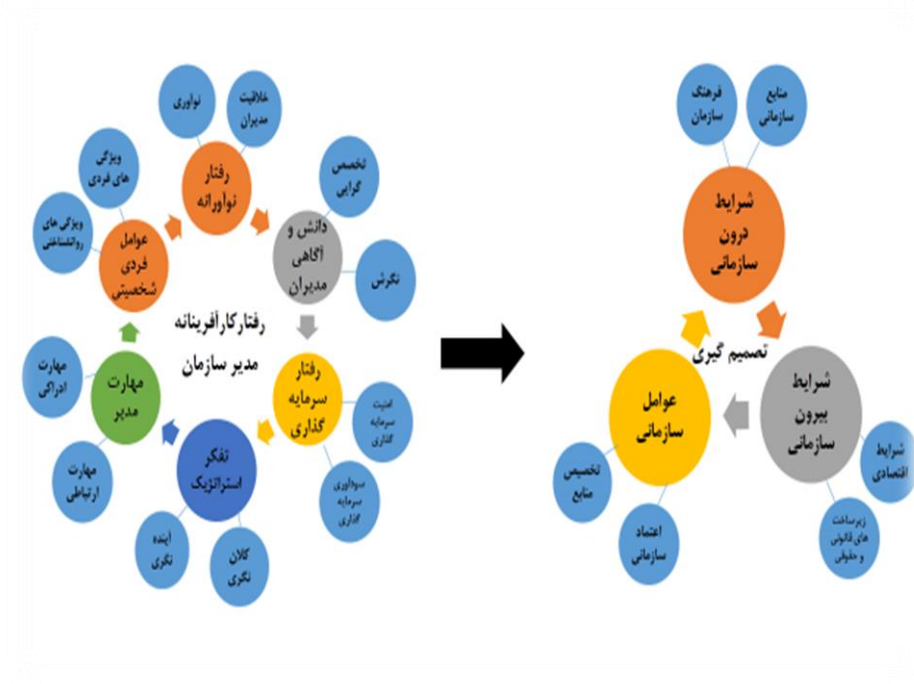 خلاقیت
مدیران
نوآوری
رفتار
نوآورانه
تخصص
گرایی
دانش و
آگاهی
مدیران
نگرش
رفتار
سرمایه
گذاری
امنیت
سرمایه
گذاری
سودآوری
سرمایه
گذاری
تفکر
استراتژیک
کلان
نگری
آینده
نگری
مهارت
مدیر
مهارت
ارتباطی
مهارت
ادراکی
عوامل
فردی
شخصیتی
ویژگی های
روانشناختی
ویژگی
های فردی
رفتار کارآفرینانه
مدیر سازمان
منابع
سازمانی
فرهنگ
سازمان
شرایط
درون
سازمانی
شرایط
بیرون
سازمانی
شرایط
اقتصادی
زیرساخت
های قانونی
و حقوقی
عوامل
سازمانی
اعتماد
سازمانی
تخصیص
منابع
تصمیم گیری